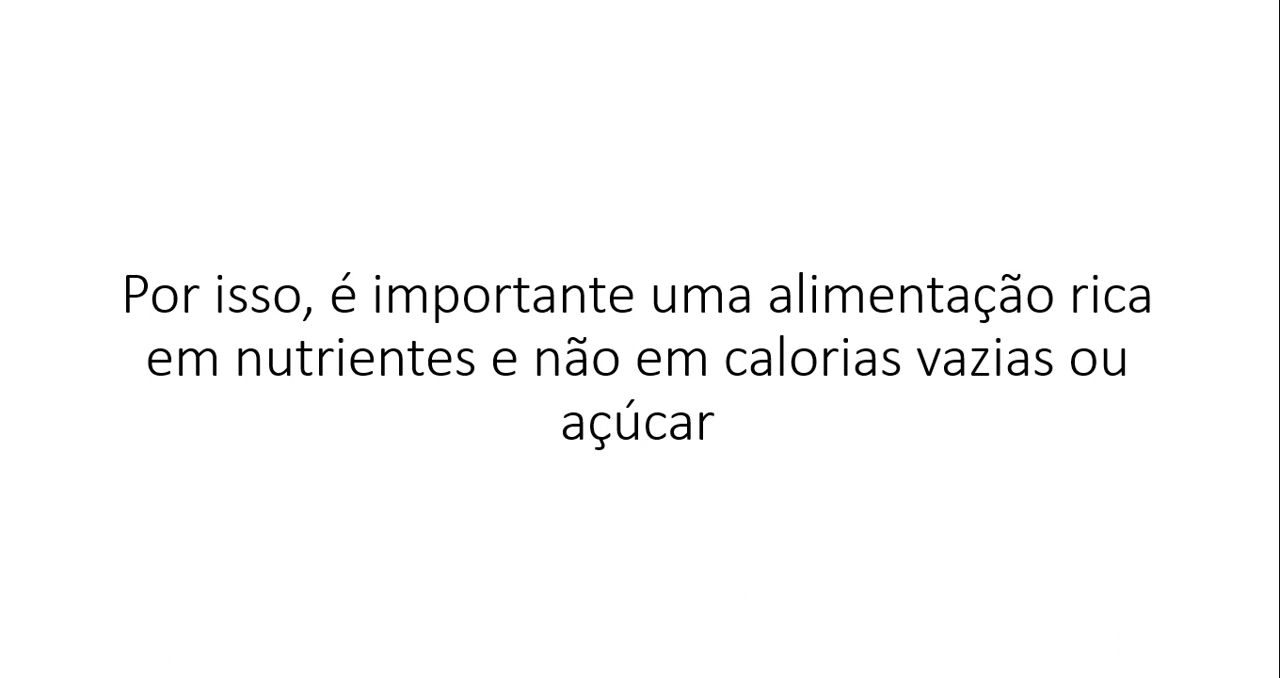 Por isso, é importante uma alimentação rica
em nutrientes e não em calorias vazias ou
açúcar